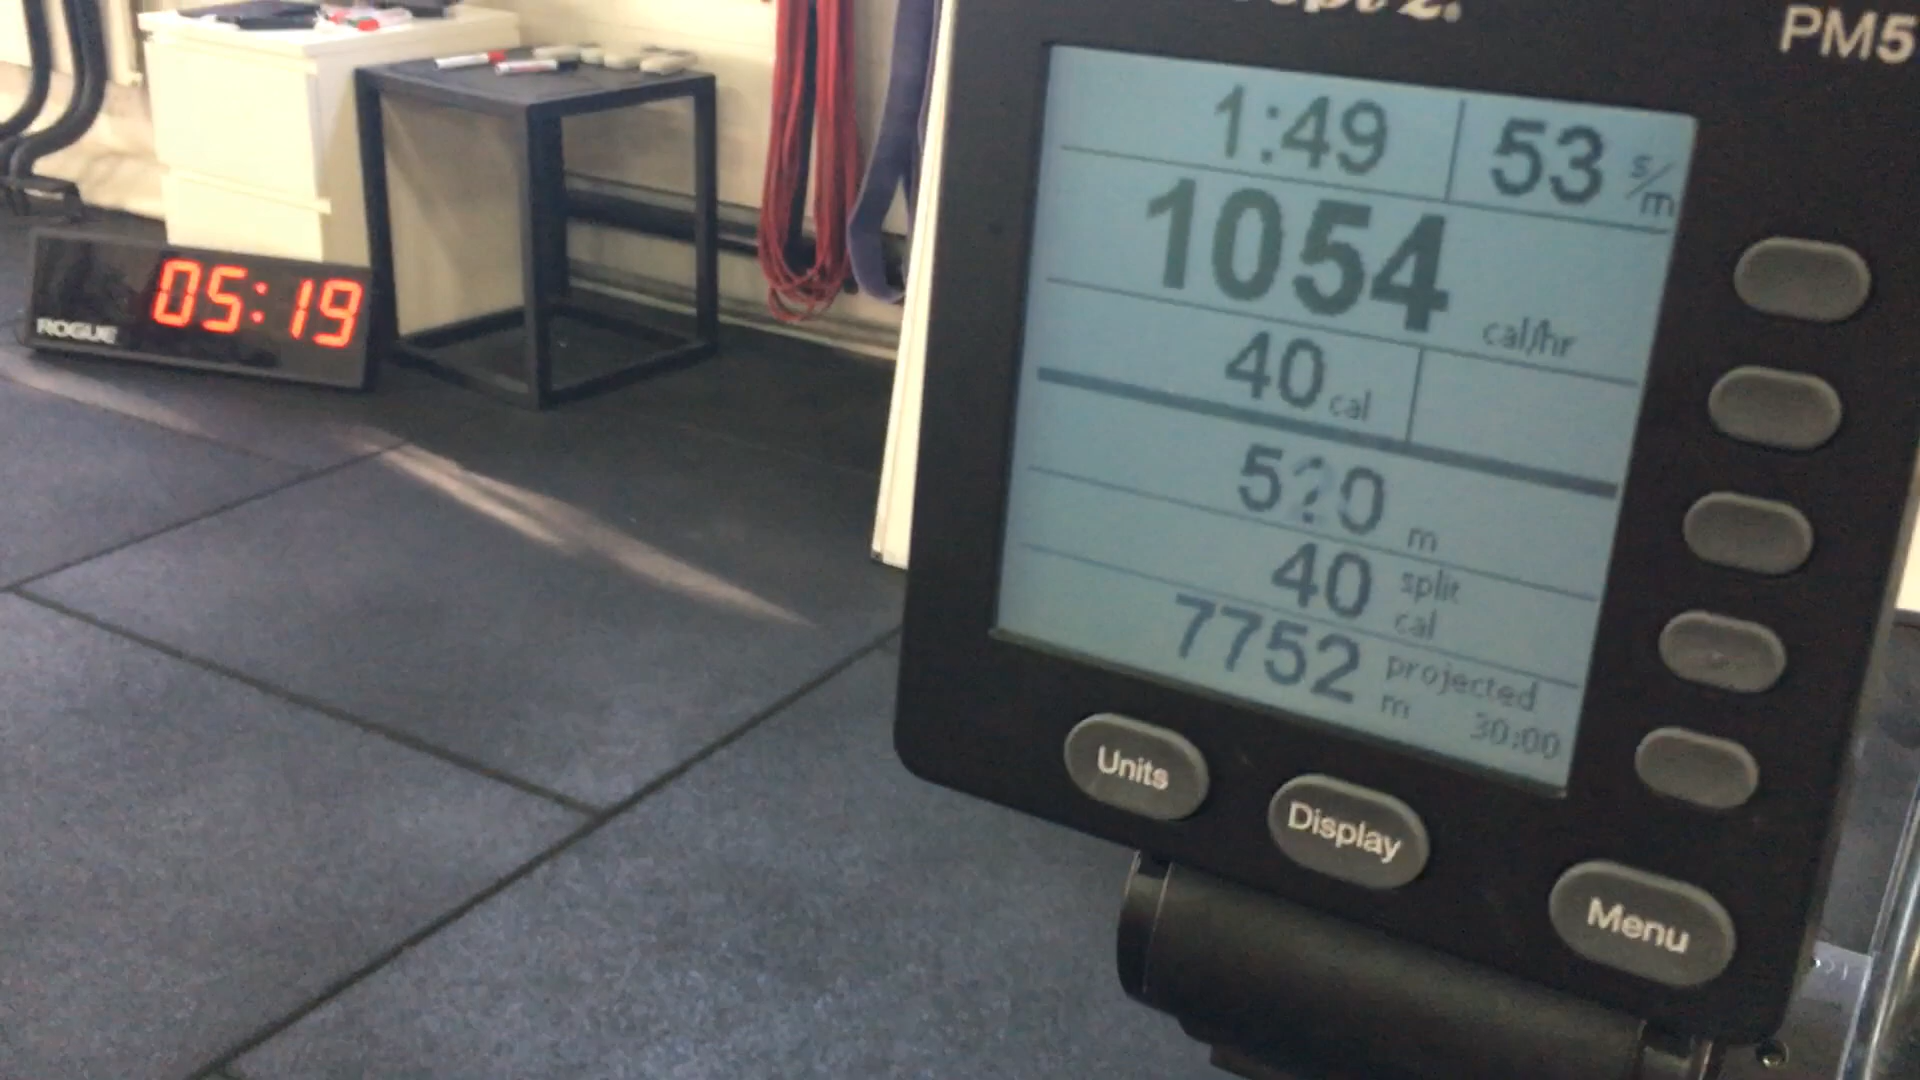 PM5
1:49 53 s/m
1054 cal/hr
40 cal
m
40 split cal
7752 projected m
30:00
Units
Display
Menu
05:19
ROGUE